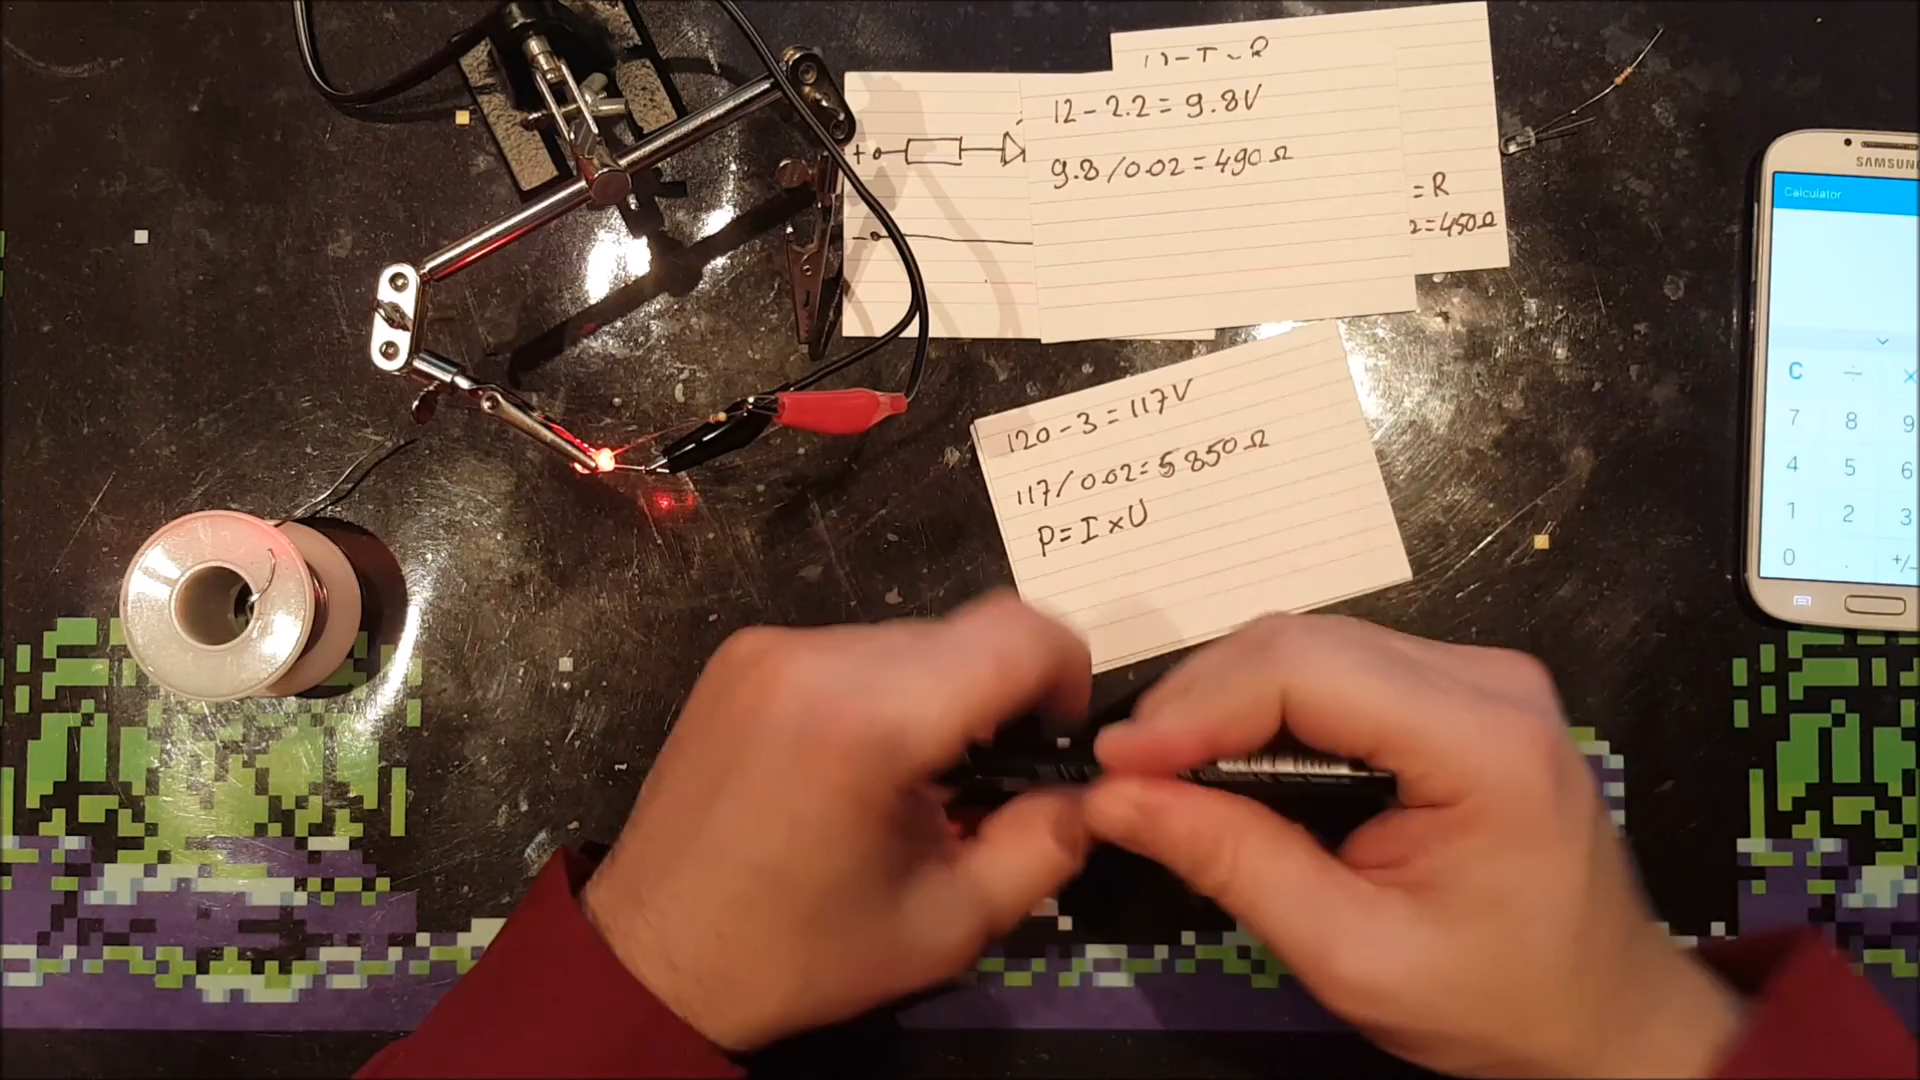 12-2.2=9.8V
9.8/0.02=490Ω
+
-
=R
2=450Ω
120-3=117V
117/0.02=5850Ω
P=I×U
SAMSUN
Calculator
C ÷ ×
7 8 9
4 5 6
1 2 3
0 . +/-